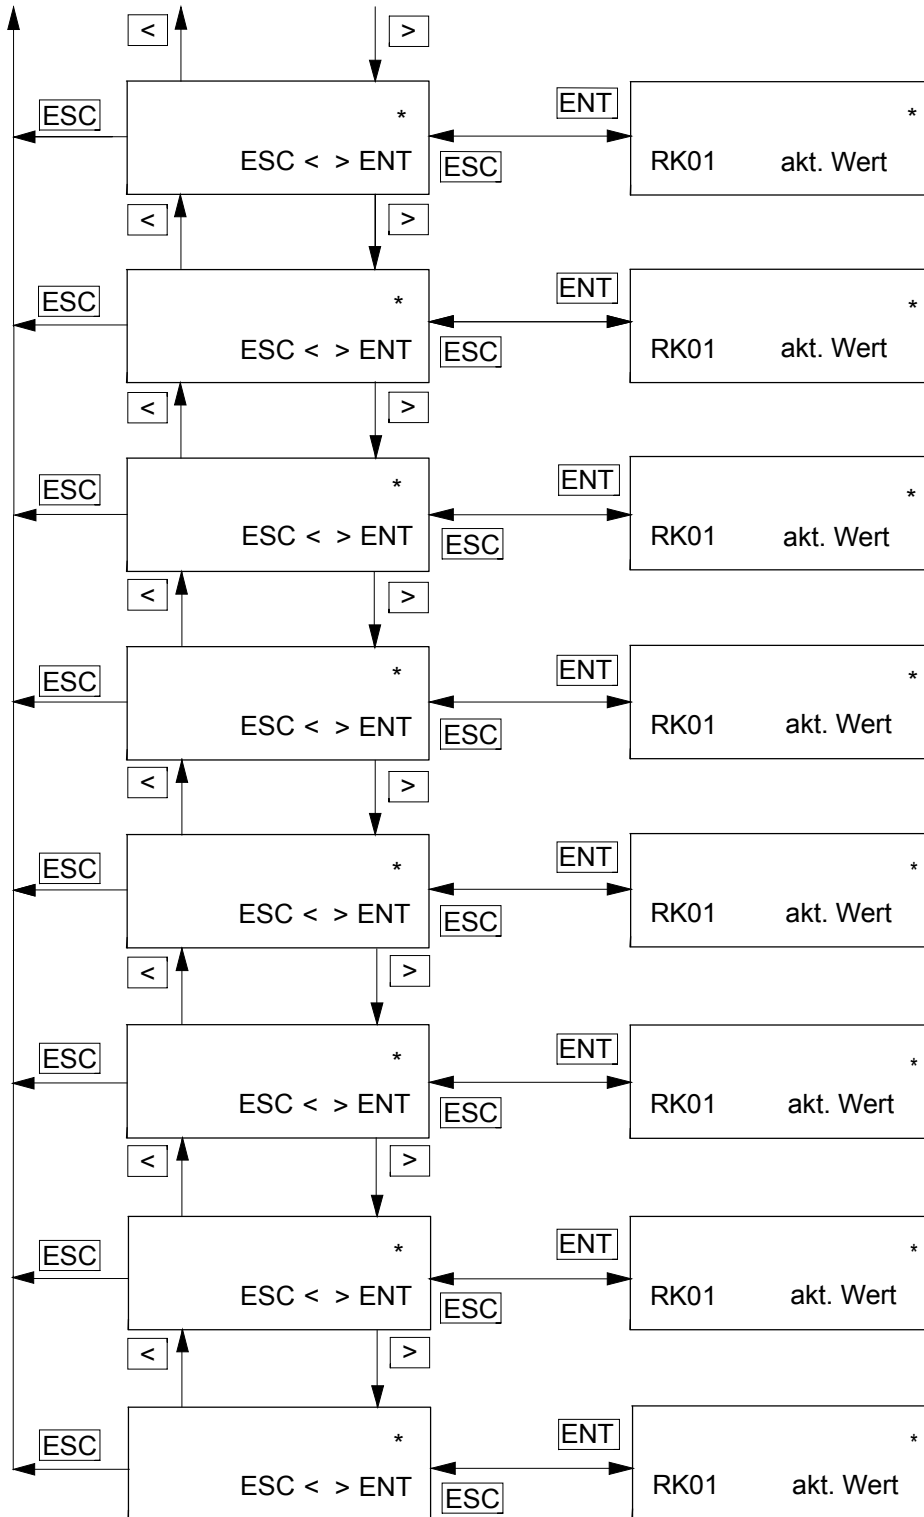 < >
ESC * ENT *
ESC < > ENT ESC RK01 akt. Wert
< >
ESC * ENT *
ESC < > ENT ESC RK01 akt. Wert
< >
ESC * ENT *
ESC < > ENT ESC RK01 akt. Wert
< >
ESC * ENT *
ESC < > ENT ESC RK01 akt. Wert
< >
ESC * ENT *
ESC < > ENT ESC RK01 akt. Wert
< >
ESC * ENT *
ESC < > ENT ESC RK01 akt. Wert
< >
ESC * ENT *
ESC < > ENT ESC RK01 akt. Wert
< >
ESC * ENT *
ESC < > ENT ESC RK01 akt. Wert